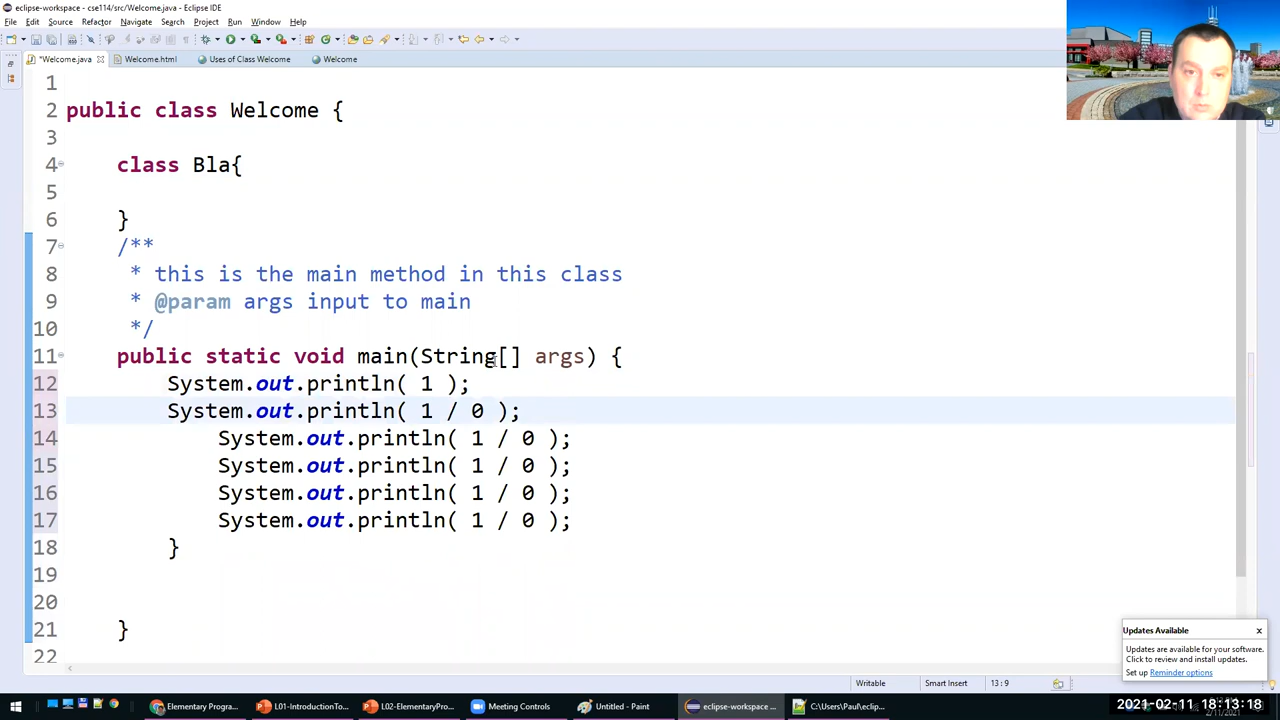 eclipse-workspace - cse114/src/Welcome.java - Eclipse IDE
File Edit Source Refactor Navigate Search Project Run Window Help
*Welcome.java Welcome.html Uses of Class Welcome Welcome
1
2 public class Welcome {
3
4 class Bla{
5
6 }
7 /**
8 * this is the main method in this class
9 * @param args input to main
10 */
11 public static void main(String[] args) {
12 System.out.println( 1 );
13 System.out.println( 1 / 0 );
14 System.out.println( 1 / 0 );
15 System.out.println( 1 / 0 );
16 System.out.println( 1 / 0 );
17 System.out.println( 1 / 0 );
18 }
19
20
21 }
22
Updates Available x
Updates are available for your software.
Click to review and install updates.
Set up Reminder options
Writable Smart Insert 13 : 9
Elementary Progra... L01-IntroductionTo... L02-ElementaryPro... Meeting Controls Untitled - Paint eclipse-workspace ... C:\Users\Paul\eclip...
2021-02-11 18:13:18